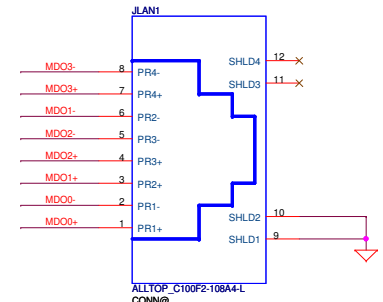 JLAN1
MDO3- 8 PR4- SHLD4 12
MDO3+ 7 PR4+ SHLD3 11
MDO1- 6 PR2-
MDO2- 5 PR3-
MDO2+ 4 PR3+
MDO1+ 3 PR2+
MDO0- 2 PR1- SHLD2 10
MDO0+ 1 PR1+ SHLD1 9
ALLTOP_C100F2-108A4-L
CONN@